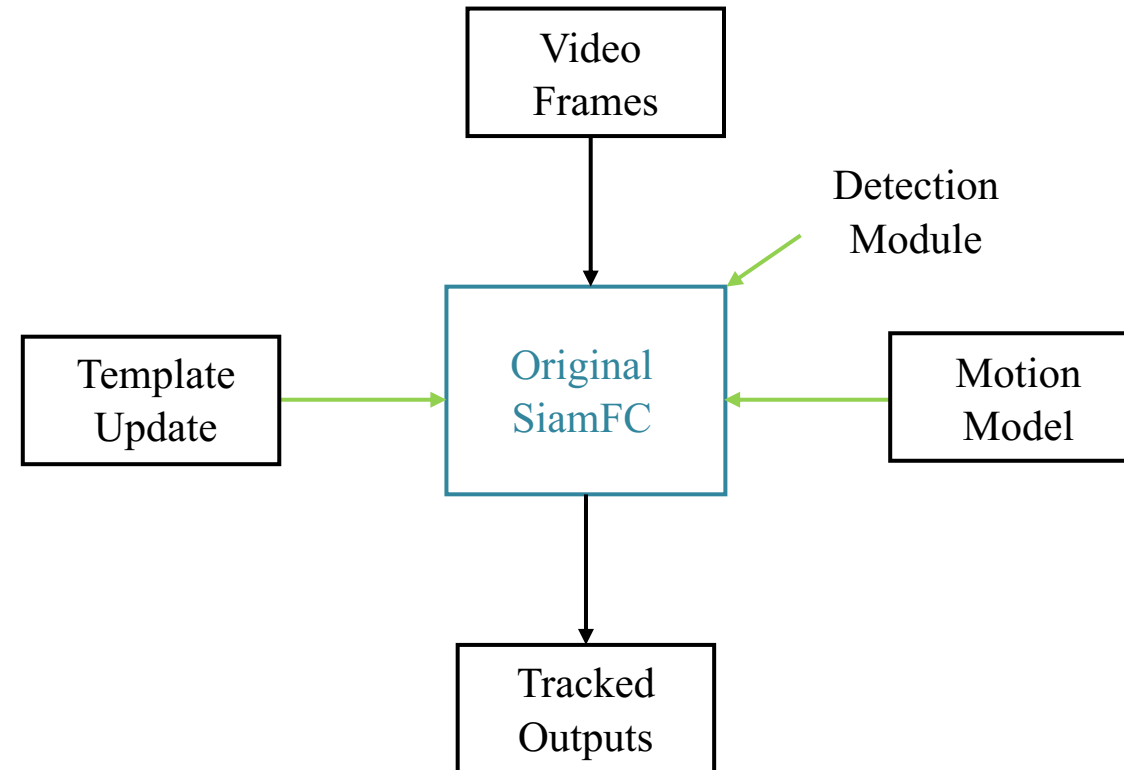 Video
Frames
Detection
Module
Template
Update
Original
SiamFC
Motion
Model
Tracked
Outputs